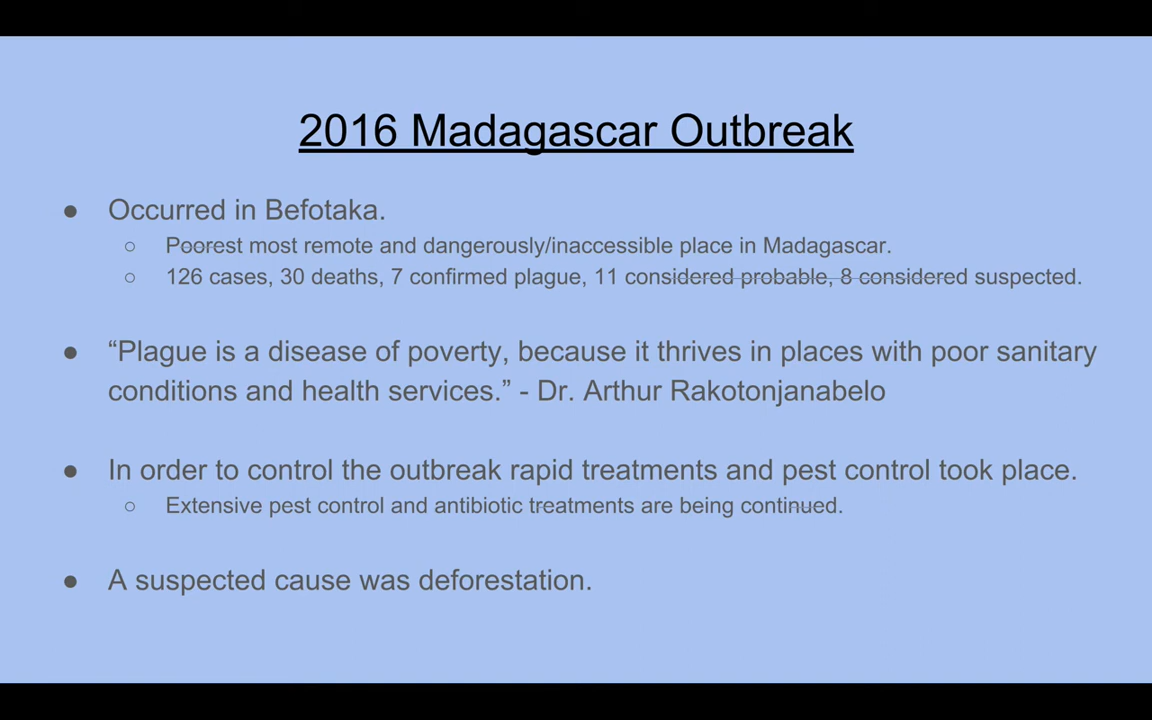 2016 Madagascar Outbreak
● Occurred in Befotaka.
○ Poorest most remote and dangerously/inaccessible place in Madagascar.
○ 126 cases, 30 deaths, 7 confirmed plague, 11 considered probable, 8 considered suspected.
● “Plague is a disease of poverty, because it thrives in places with poor sanitary
conditions and health services.” - Dr. Arthur Rakotonjanabelo
● In order to control the outbreak rapid treatments and pest control took place.
○ Extensive pest control and antibiotic treatments are being continued.
● A suspected cause was deforestation.